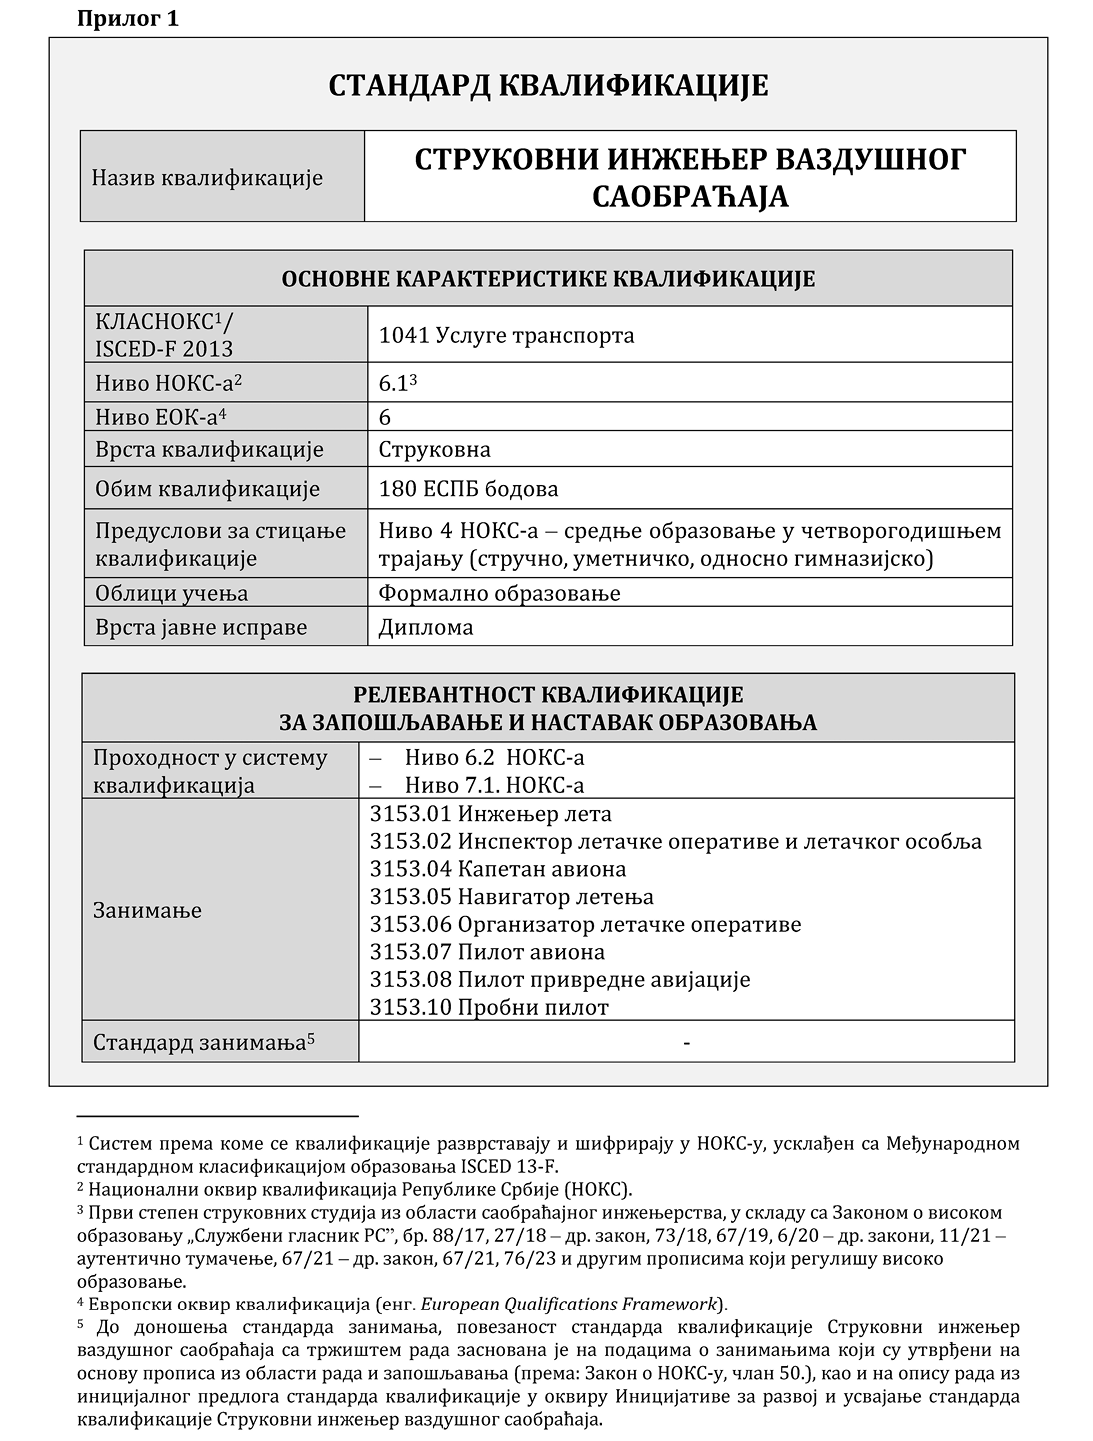 Прилог 1
СТАНДАРД КВАЛИФИКАЦИЈЕ
Назив квалификације
СТРУКОВНИ ИНЖЕЊЕР ВАЗДУШНОГ
САОБРАЋАЈА
ОСНОВНЕ КАРАКТЕРИСТИКЕ КВАЛИФИКАЦИЈЕ
КЛАСНОКС¹/
ISCED-F 2013
1041 Услуге транспорта
Ниво НОКС-а²
6.1³
Ниво ЕОК-а⁴
6
Врста квалификације
Струковна
Обим квалификације
180 ЕСПБ бодова
Предуслови за стицање
квалификације
Ниво 4 НОКС-а – средње образовање у четворогодишњем
трајању (стручно, уметничко, односно гимназијско)
Облици учења
Формално образовање
Врста јавне исправе
Диплома
РЕЛЕВАНТНОСТ КВАЛИФИКАЦИЈЕ
ЗА ЗАПОШЉАВАЊЕ И НАСТАВАК ОБРАЗОВАЊА
Проходност у систему
квалификација
– Ниво 6.2 НОКС-а
– Ниво 7.1. НОКС-а
Занимање
3153.01 Инжењер лета
3153.02 Инспектор летачке оперативе и летачког особља
3153.04 Капетан авиона
3153.05 Навигатор летења
3153.06 Организатор летачке оперативе
3153.07 Пилот авиона
3153.08 Пилот привредне авијације
3153.10 Пробни пилот
Стандард занимања⁵
-
¹ Систем према коме се квалификације разврставају и шифрирају у НОКС-у, усклађен са Међународном
стандардном класификацијом образовања ISCED 13-F.
² Национални оквир квалификација Републике Србије (НОКС).
³ Први степен струковних студија из области саобраћајног инжењерства, у складу са Законом о високом
образовању „Службени гласник РС”, бр. 88/17, 27/18 – др. закон, 73/18, 67/19, 6/20 – др. закони, 11/21 –
аутентично тумачење, 67/21 – др. закон, 67/21, 76/23 и другим прописима који регулишу високо
образовање.
⁴ Европски оквир квалификација (енг. European Qualifications Framework).
⁵ До доношења стандарда занимања, повезаност стандарда квалификације Струковни инжењер
ваздушног саобраћаја са тржиштем рада заснована је на подацима о занимањима који су утврђени на
основу прописа из области рада и запошљавања (према: Закон о НОКС-у, члан 50.), као и на опису рада из
иницијалног предлога стандарда квалификације у оквиру Иницијативе за развој и усвајање стандарда
квалификације Струковни инжењер ваздушног саобраћаја.